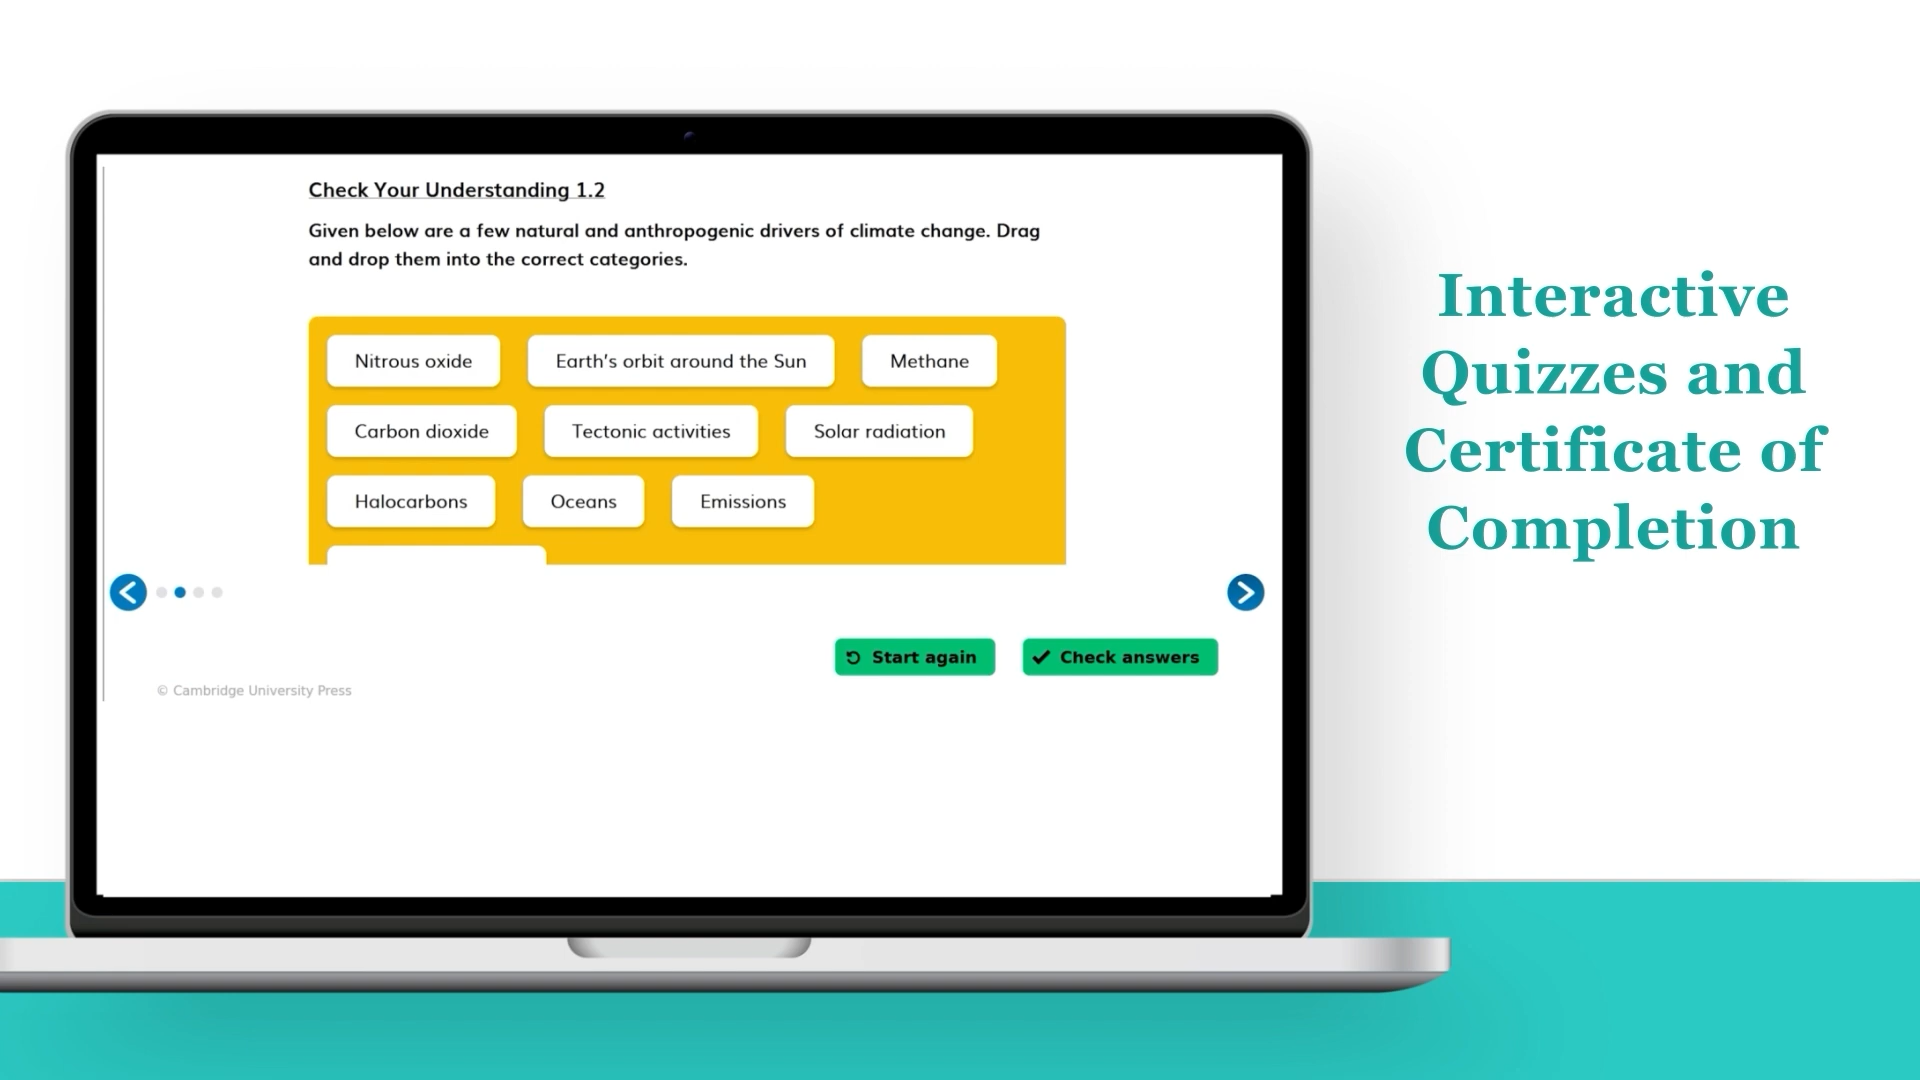 Check Your Understanding 1.2
Given below are a few natural and anthropogenic drivers of climate change. Drag
and drop them into the correct categories.
Nitrous oxide
Earth's orbit around the Sun
Methane
Carbon dioxide
Tectonic activities
Solar radiation
Halocarbons
Oceans
Emissions
Start again
Check answers
© Cambridge University Press
Interactive
Quizzes and
Certificate of
Completion